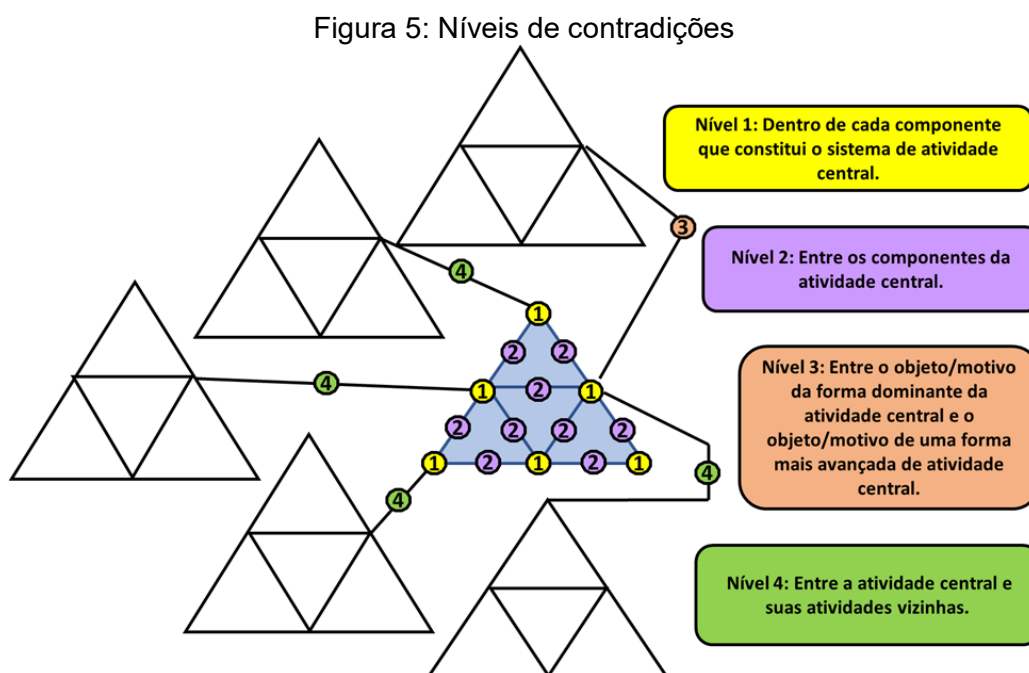 Figura 5: Níveis de contradições
Nível 1: Dentro de cada componente
que constitui o sistema de atividade
central.
3
Nível 2: Entre os componentes da
atividade central.
4
1
2
2
Nível 3: Entre o objeto/motivo
da forma dominante da
atividade central e o
objeto/motivo de uma forma
mais avançada de atividade
central.
4
1
2
1
2
2
2
2
1
2
1
2
1
4
4
Nível 4: Entre a atividade central e
suas atividades vizinhas.